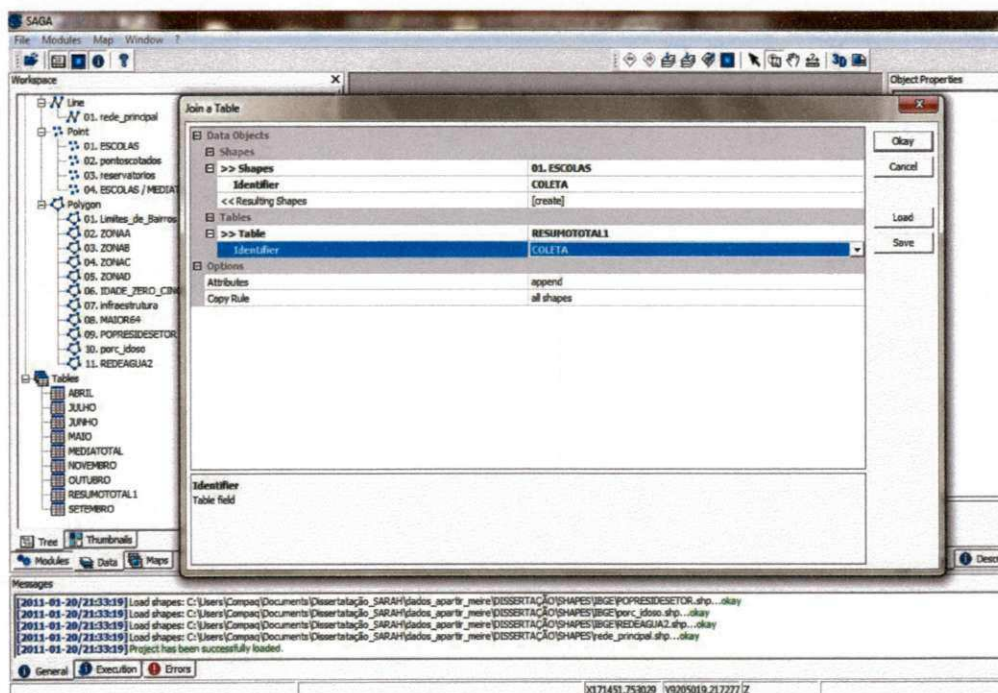 SAGA
File Modules Map Window ?
3D
Workspace
Object Properties
Line
01. rede_principal
Point
01. ESCOLAS
02. pontoscotados
03. reservatorios
04. ESCOLAS / MEDIAT
Polygon
01. Limites_de_Bairros
02. ZONAA
03. ZONAB
04. ZONAC
05. ZONAD
06. IDADE_ZERO_CIN
07. infraestrutura
08. MAIOR64
09. POPRESIDESETOR
10. porc_idoso
11. REDEAGUA2
Tables
ABRIL
JULHO
JUNHO
MAIO
MEDIATOTAL
NOVEMBRO
OUTUBRO
RESUMOTOTAL1
SETEMBRO
Tree Thumbnails
Modules Data Maps
Join a Table
Data Objects
Shapes
>> Shapes 01. ESCOLAS
Identifier COLETA
<< Resulting Shapes [create]
Tables
>> Table RESUMOTOTAL1
Identifier COLETA
Options
Attributes append
Copy Rule all shapes
Okay
Cancel
Load
Save
Identifier
Table field
Descr
Messages
[2011-01-20/21:33:19] Load shapes: C:\Users\Compaq\Documents\Dissertatação_SARAH\dados_apartir_meire\DISSERTAÇÃO\SHAPES\IBGE\POPRESIDESETOR.shp...okay
[2011-01-20/21:33:19] Load shapes: C:\Users\Compaq\Documents\Dissertatação_SARAH\dados_apartir_meire\DISSERTAÇÃO\SHAPES\IBGE\porc_idoso.shp...okay
[2011-01-20/21:33:19] Load shapes: C:\Users\Compaq\Documents\Dissertatação_SARAH\dados_apartir_meire\DISSERTAÇÃO\SHAPES\IBGE\REDEAGUA2.shp...okay
[2011-01-20/21:33:19] Load shapes: C:\Users\Compaq\Documents\Dissertatação_SARAH\dados_apartir_meire\DISSERTAÇÃO\SHAPES\rede_principal.shp...okay
[2011-01-20/21:33:19] Project has been successfully loaded.
General Execution Errors
X171451.753029 Y9205019.217277 Z